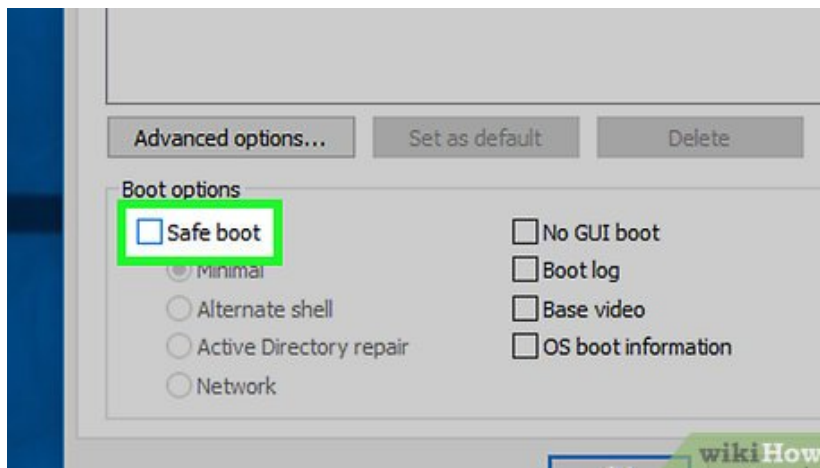 Advanced options... Set as default Delete
Boot options
Safe boot No GUI boot
Minimal Boot log
Alternate shell Base video
Active Directory repair OS boot information
Network
wikiHow